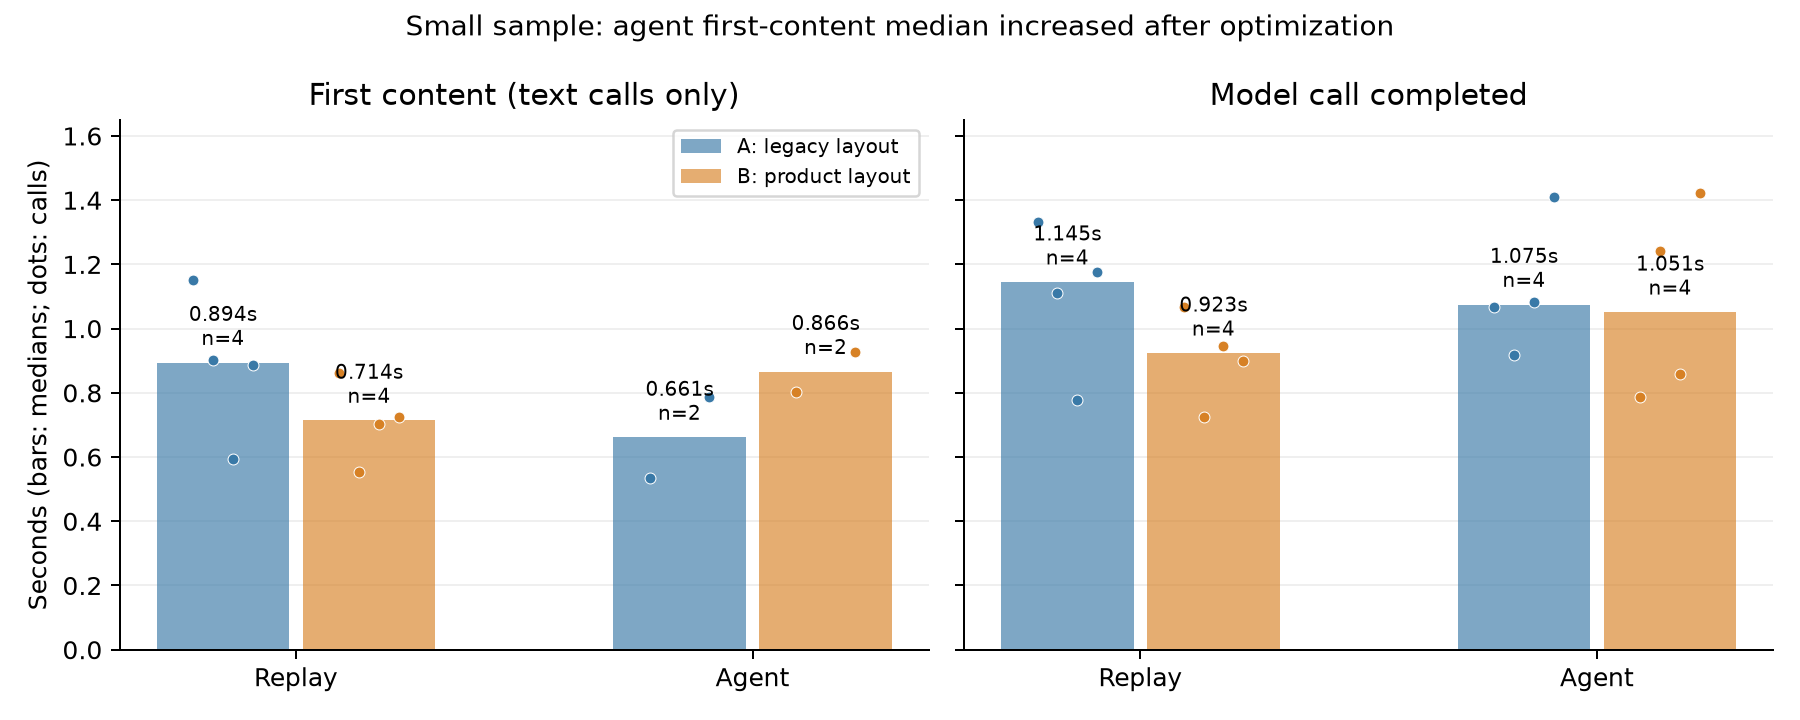 Small sample: agent first-content median increased after optimization
First content (text calls only)
Seconds (bars: medians; dots: calls)
1.6
1.4
1.2
1.0
0.8
0.6
0.4
0.2
0.0
A: legacy layout
B: product layout
0.894s
n=4
0.714s
n=4
0.661s
n=2
0.866s
n=2
Replay
Agent
Model call completed
1.145s
n=4
0.923s
n=4
1.075s
n=4
1.051s
n=4
Replay
Agent